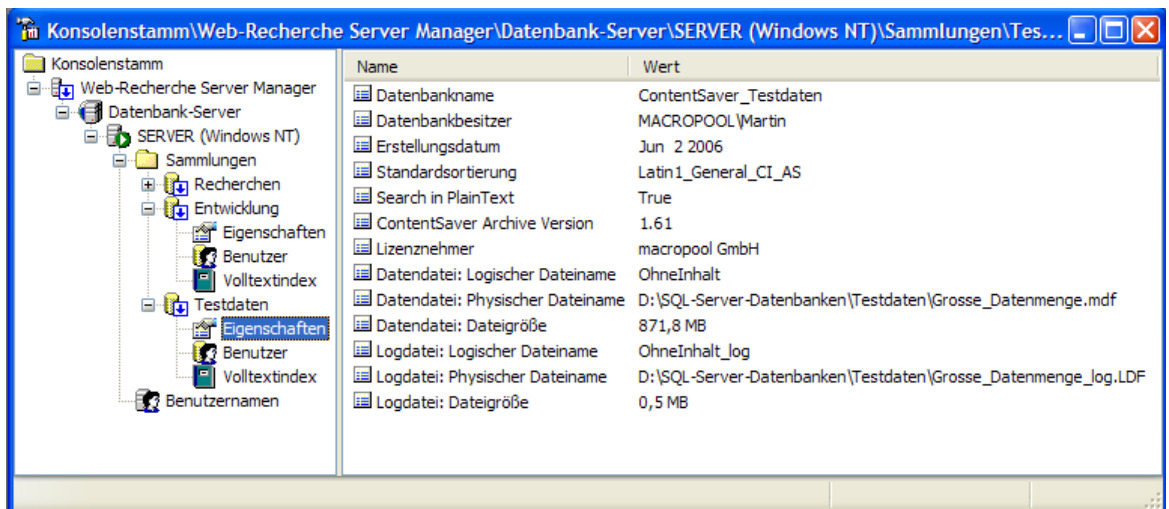 Konsolenstamm\Web-Recherche Server Manager\Datenbank-Server\SERVER (Windows NT)\Sammlungen\Tes...
Konsolenstamm
Web-Recherche Server Manager
Datenbank-Server
SERVER (Windows NT)
Sammlungen
Recherchen
Entwicklung
Eigenschaften
Benutzer
Volltextindex
Testdaten
Eigenschaften
Benutzer
Volltextindex
Benutzernamen
Name Wert
Datenbankname ContentSaver_Testdaten
Datenbankbesitzer MACROPOOL\Martin
Erstellungsdatum Jun 2 2006
Standardsortierung Latin1_General_CI_AS
Search in PlainText True
ContentSaver Archive Version 1.61
Lizenznehmer macropool GmbH
Datendatei: Logischer Dateiname OhneInhalt
Datendatei: Physischer Dateiname D:\SQL-Server-Datenbanken\Testdaten\Grosse_Datenmenge.mdf
Datendatei: Dateigröße 871,8 MB
Logdatei: Logischer Dateiname OhneInhalt_log
Logdatei: Physischer Dateiname D:\SQL-Server-Datenbanken\Testdaten\Grosse_Datenmenge_log.LDF
Logdatei: Dateigröße 0,5 MB